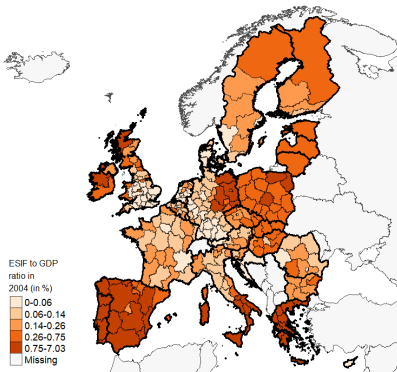 ESIF to GDP
ratio in
2004 (in %)
0-0.06
0.06-0.14
0.14-0.26
0.26-0.75
0.75-7.03
Missing